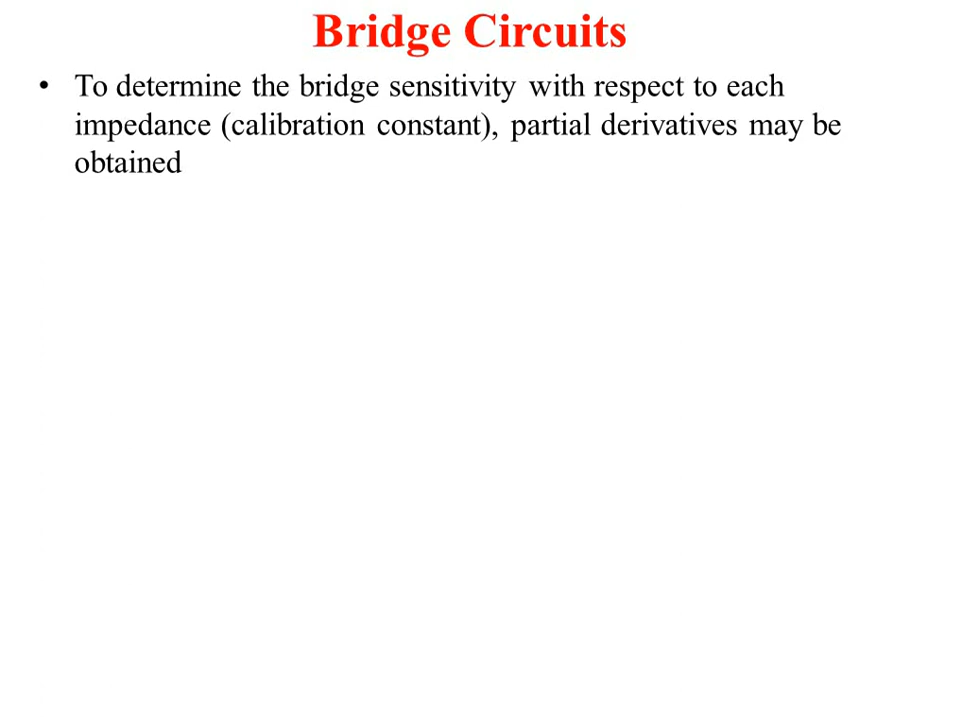 Bridge Circuits
• To determine the bridge sensitivity with respect to each
impedance (calibration constant), partial derivatives may be
obtained